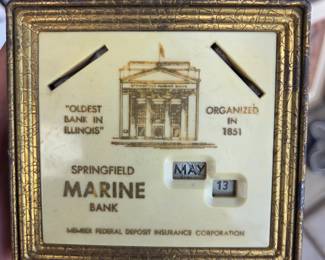 "OLDEST
BANK IN
ILLINOIS"
ORGANIZED
IN
1851
SPRINGFIELD
MARINE
BANK
MAY
13
MEMBER FEDERAL DEPOSIT INSURANCE CORPORATION